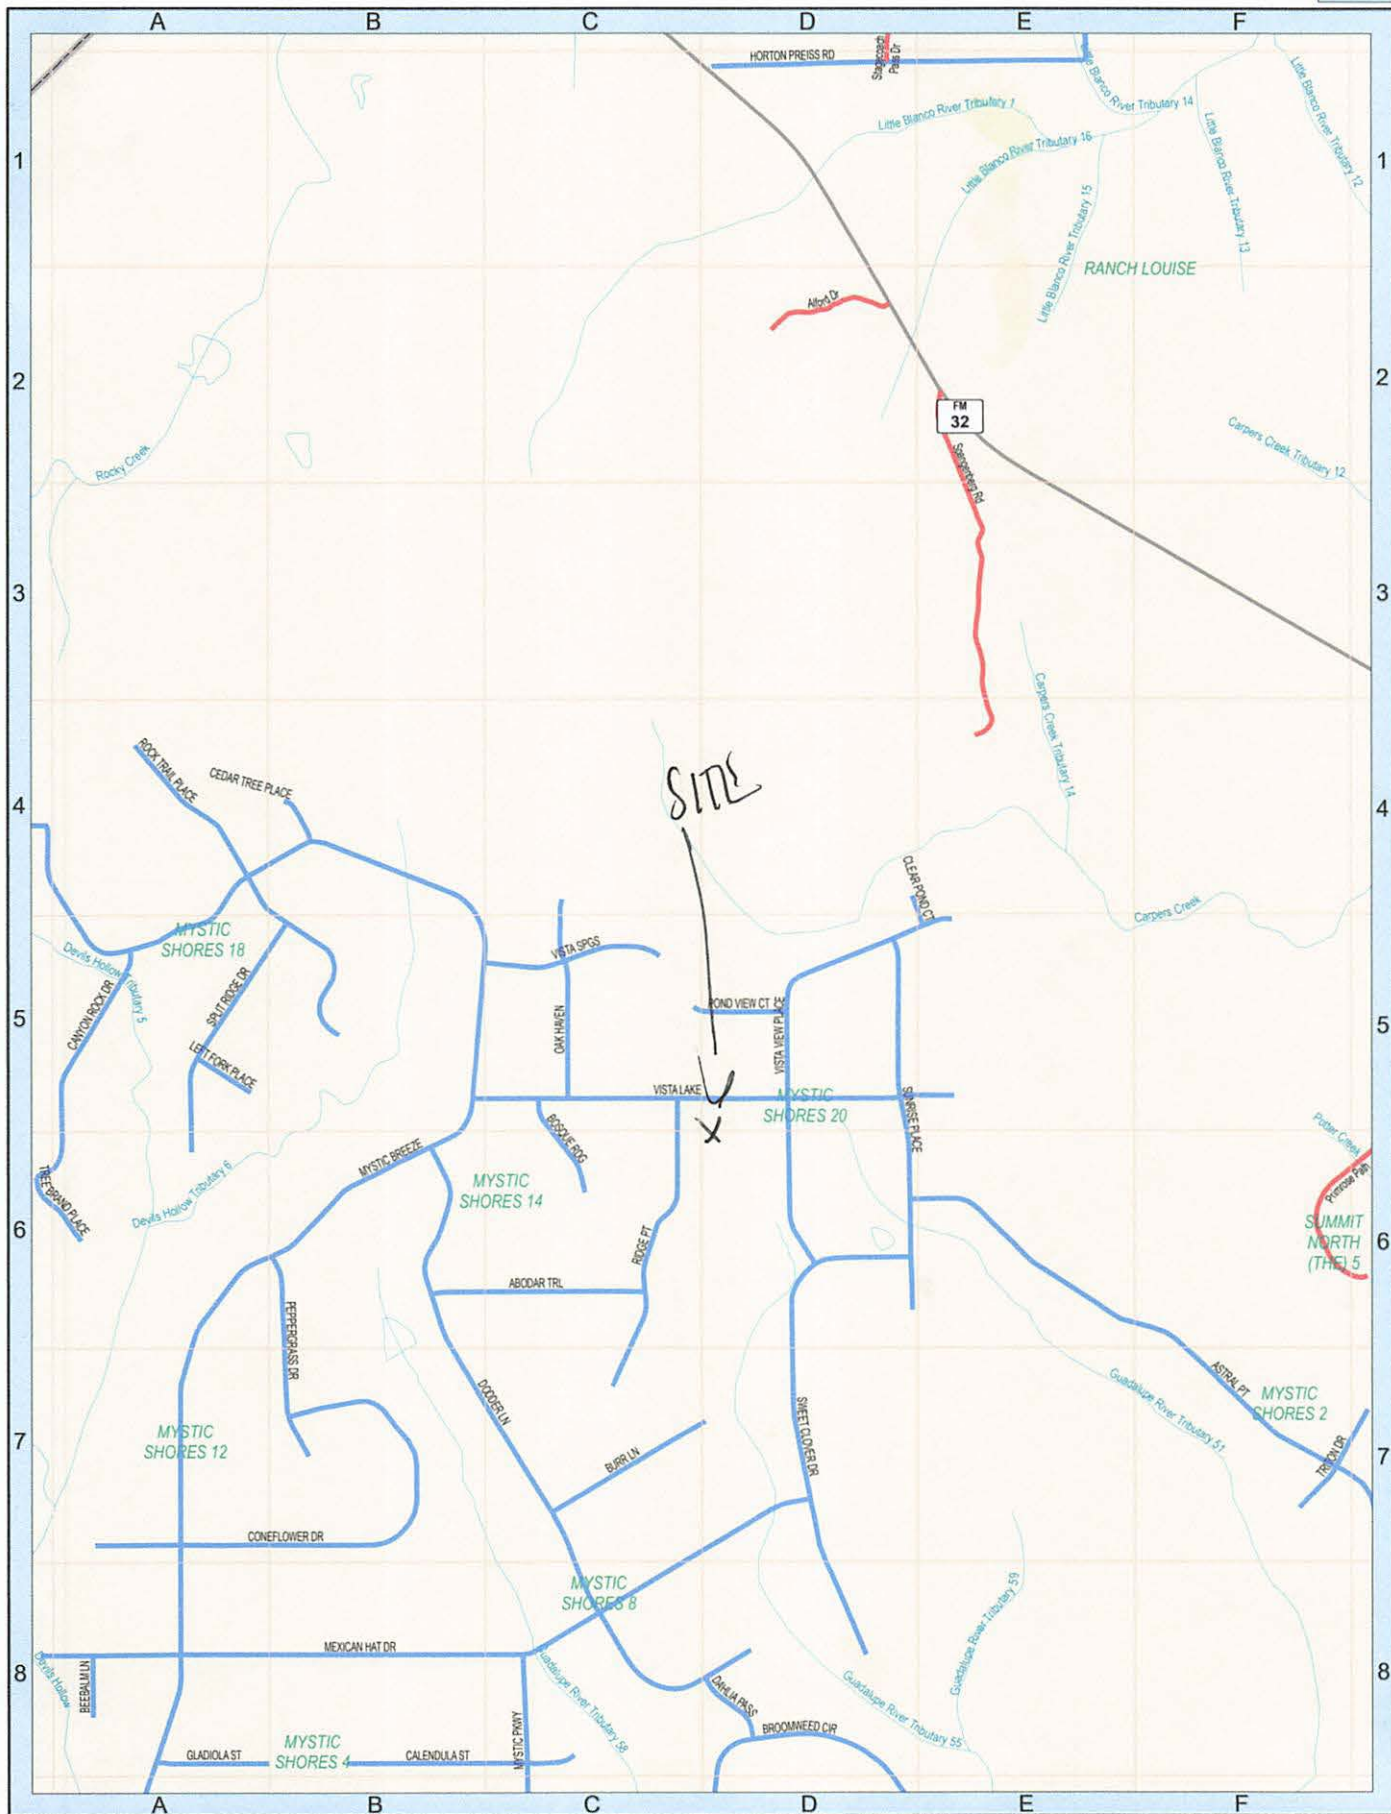 A B C D E F
HORTON PREISS RD
Stagecoach
Pass Dr
Little Blanco River Tributary 14
Little Blanco River Tributary 12
Little Blanco River Tributary 1
Little Blanco River Tributary 16
Little Blanco River Tributary 13
1 1
Little Blanco River Tributary 15
RANCH LOUISE
Alford Dr
2 2
FM
32
Rocky Creek
Spangenberg Rd
Carpers Creek Tributary 12
3 3
Carpers Creek Tributary 14
ROCK TRAIL PLACE
CEDAR TREE PLACE
SITE
4 4
CLEAR POND CT
Carpers Creek
MYSTIC
SHORES 18
Devils Hollow Tributary 5
VISTA SPGS
CANYON ROCK DR
SPLIT RIDGE DR
OAK HAVEN
POND VIEW CT
VISTA VIEW PLACE
5 5
LEFT FORK PLACE
VISTA LAKE
MYSTIC
SHORES 20
SUNRISE PLACE
X
BOSQUE RDG
MYSTIC BREEZE
Potter Creek
Primrose Path
TREE BRAND PLACE
Devils Hollow Tributary 6
MYSTIC
SHORES 14
6 6
SUMMIT
NORTH
(THE) 5
RIDGE PT
ABODAR TRL
PEPPERGRASS DR
DODDER LN
Guadalupe River Tributary 51
ASTRAL PT
MYSTIC
SHORES 2
SWEET CLOVER DR
MYSTIC
SHORES 12
7 7
BURR LN
TRITON DR
CONEFLOWER DR
MYSTIC
SHORES 8
Guadalupe River Tributary 59
MEXICAN HAT DR
8 8
Devils Hollow
BEEBALM LN
Guadalupe River Tributary 58
DAHLIA PASS
Guadalupe River Tributary 55
BROOMWEED CIR
MYSTIC PKWY
MYSTIC
SHORES 4
GLADIOLA ST
CALENDULA ST
A B C D E F